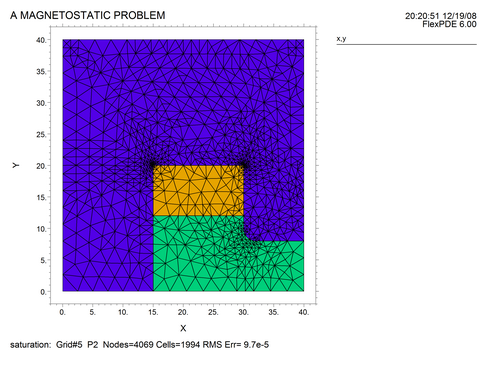 A MAGNETOSTATIC PROBLEM
20:20:51 12/19/08
FlexPDE 6.00
x,y
40.
35.
30.
25.
20.
15.
10.
5.
0.
Y
0. 5. 10. 15. 20. 25. 30. 35. 40.
X
saturation: Grid#5 P2 Nodes=4069 Cells=1994 RMS Err= 9.7e-5